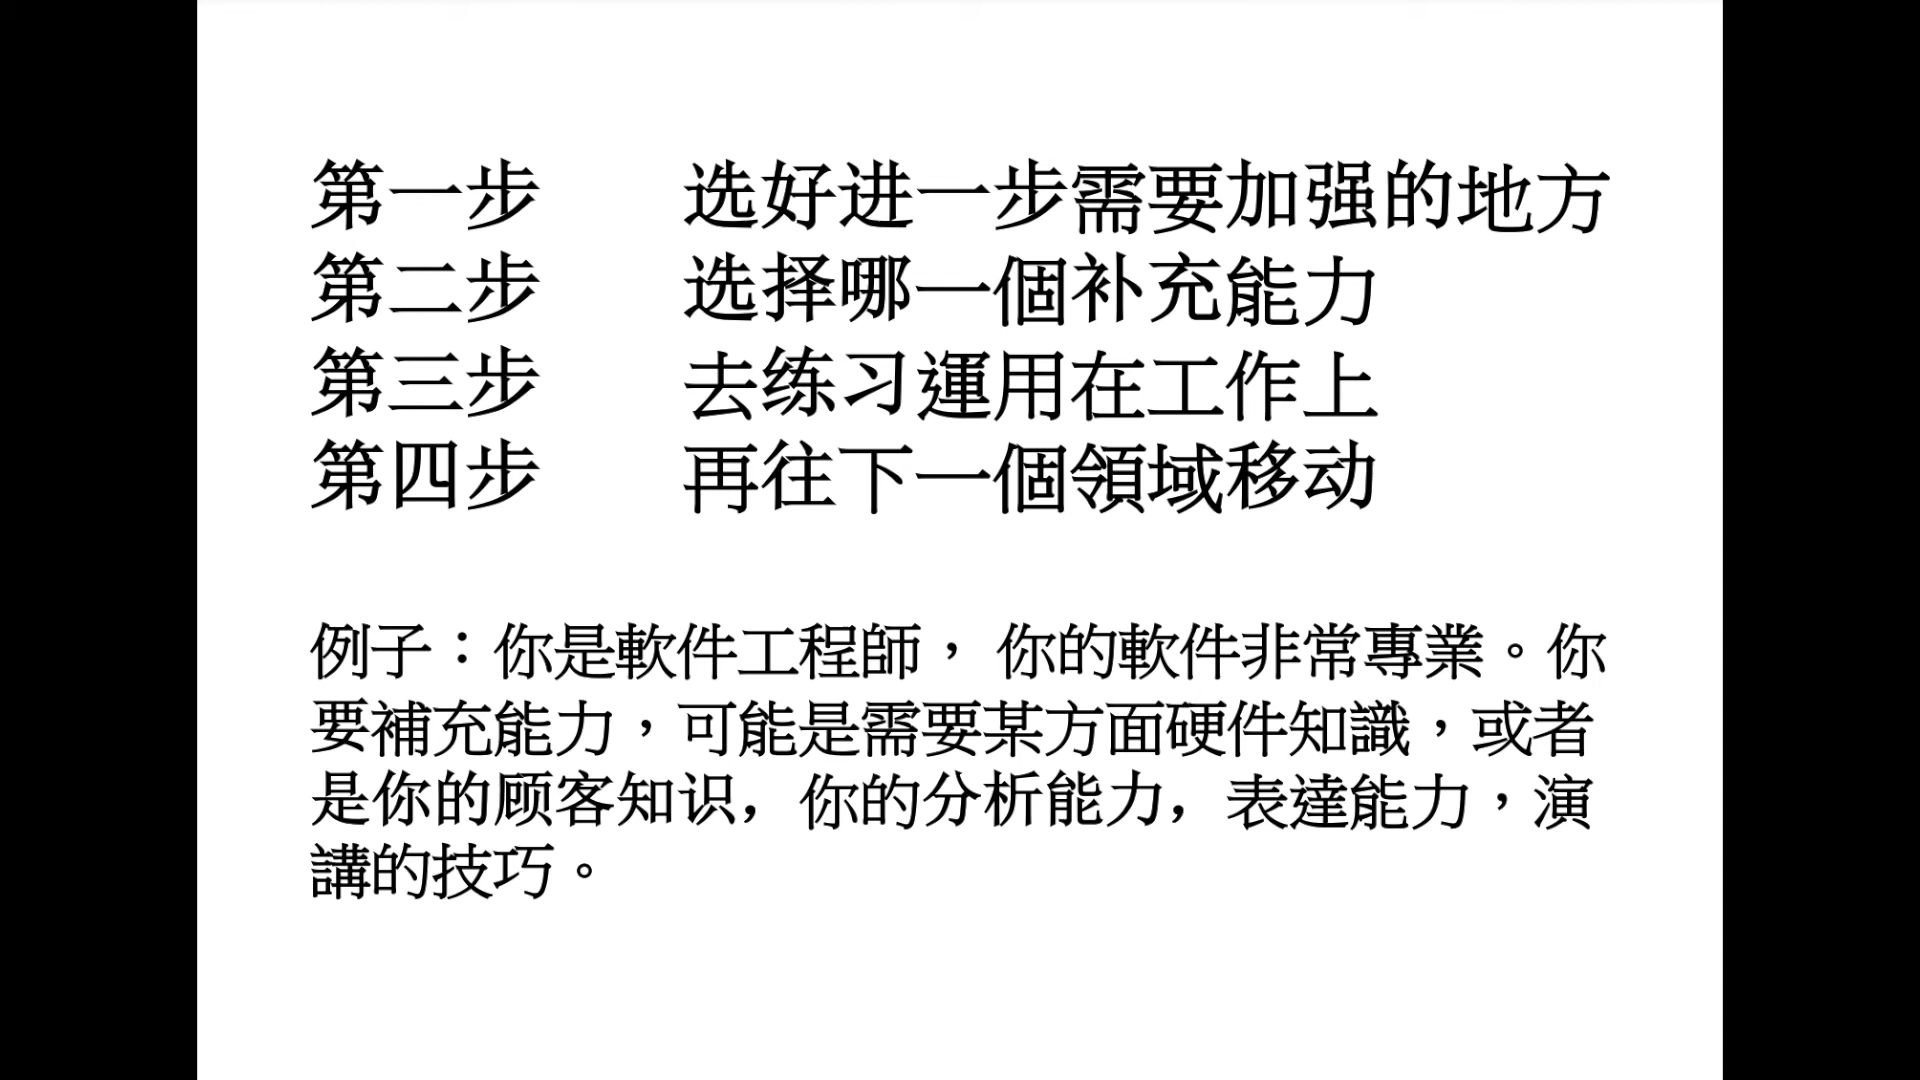 第一步 选好进一步需要加强的地方
第二步 选择哪一個补充能力
第三步 去练习運用在工作上
第四步 再往下一個領域移动
例子：你是軟件工程師， 你的軟件非常專業。你
要補充能力，可能是需要某方面硬件知識，或者
是你的顾客知识，你的分析能力，表達能力，演
講的技巧。